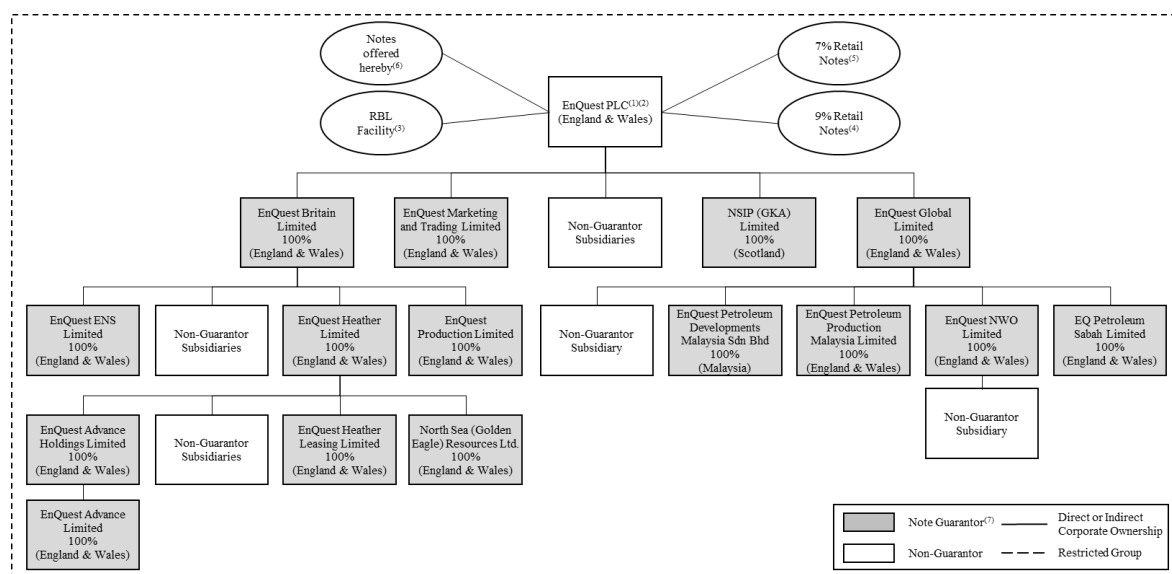 Notes
offered
hereby(6)
7% Retail
Notes(5)
EnQuest PLC(1)(2)
(England & Wales)
RBL
Facility(3)
9% Retail
Notes(4)
EnQuest Britain
Limited
100%
(England & Wales)
EnQuest Marketing
and Trading Limited
100%
(England & Wales)
Non-Guarantor
Subsidiaries
NSIP (GKA)
Limited
100%
(Scotland)
EnQuest Global
Limited
100%
(England & Wales)
EnQuest ENS
Limited
100%
(England & Wales)
Non-Guarantor
Subsidiaries
EnQuest Heather
Limited
100%
(England & Wales)
EnQuest
Production Limited
100%
(England & Wales)
Non-Guarantor
Subsidiary
EnQuest Petroleum
Developments
Malaysia Sdn Bhd
100%
(Malaysia)
EnQuest Petroleum
Production
Malaysia Limited
100%
(England & Wales)
EnQuest NWO
Limited
100%
(England & Wales)
EQ Petroleum
Sabah Limited
100%
(England & Wales)
EnQuest Advance
Holdings Limited
100%
(England & Wales)
Non-Guarantor
Subsidiaries
EnQuest Heather
Leasing Limited
100%
(England & Wales)
North Sea (Golden
Eagle) Resources Ltd.
100%
(England & Wales)
Non-Guarantor
Subsidiary
EnQuest Advance
Limited
100%
(England & Wales)
Note Guarantor(7)
Direct or Indirect
Corporate Ownership
Non-Guarantor
Restricted Group